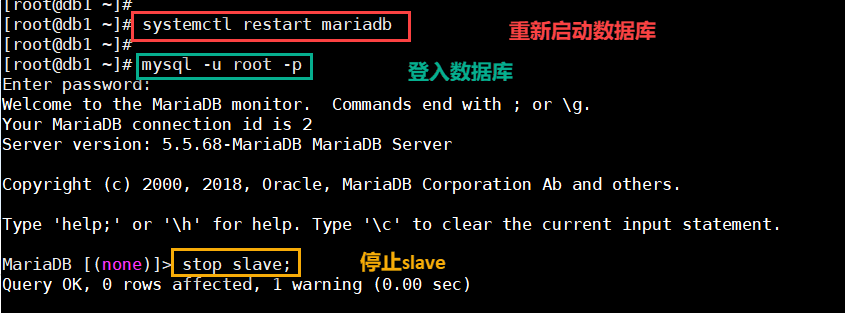 [root@db1 ~]#
[root@db1 ~]# systemctl restart mariadb 重新启动数据库
[root@db1 ~]#
[root@db1 ~]# mysql -u root -p 登入数据库
Enter password:
Welcome to the MariaDB monitor.  Commands end with ; or \g.
Your MariaDB connection id is 2
Server version: 5.5.68-MariaDB MariaDB Server
Copyright (c) 2000, 2018, Oracle, MariaDB Corporation Ab and others.
Type 'help;' or '\h' for help. Type '\c' to clear the current input statement.
MariaDB [(none)]> stop slave; 停止slave
Query OK, 0 rows affected, 1 warning (0.00 sec)